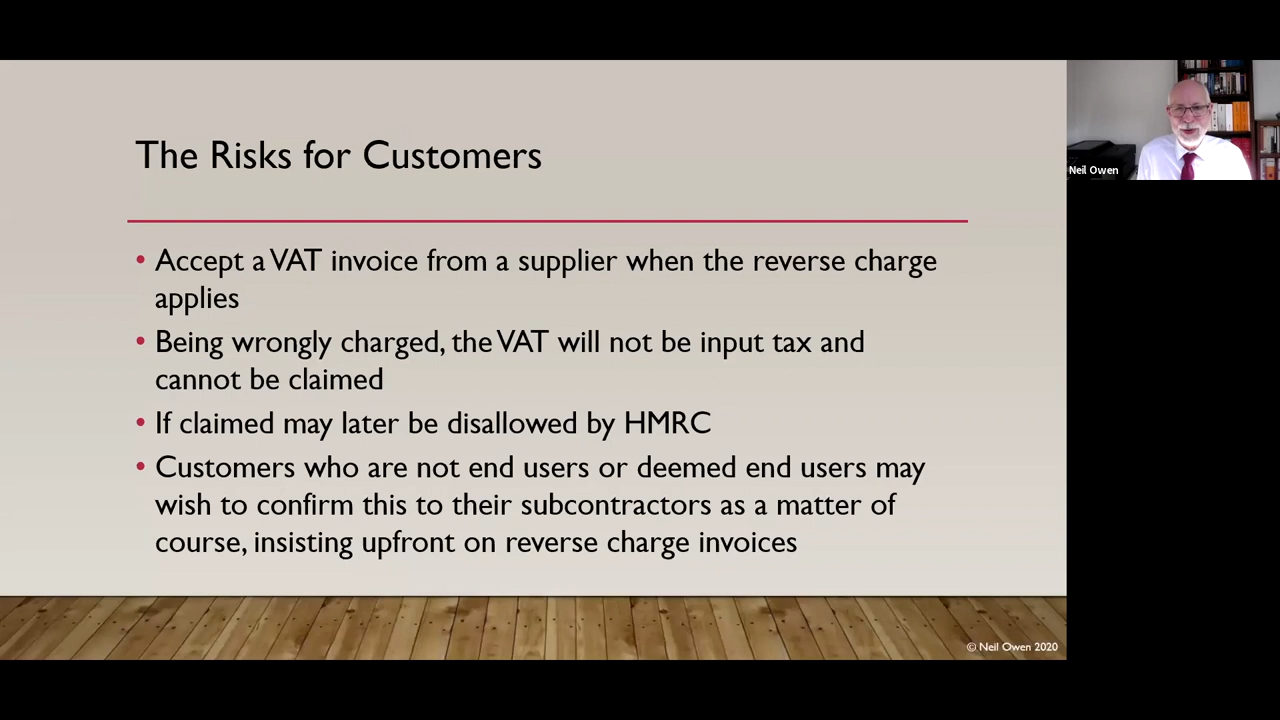 The Risks for Customers
• Accept a VAT invoice from a supplier when the reverse charge
applies
• Being wrongly charged, the VAT will not be input tax and
cannot be claimed
• If claimed may later be disallowed by HMRC
• Customers who are not end users or deemed end users may
wish to confirm this to their subcontractors as a matter of
course, insisting upfront on reverse charge invoices
© Neil Owen 2020
Neil Owen